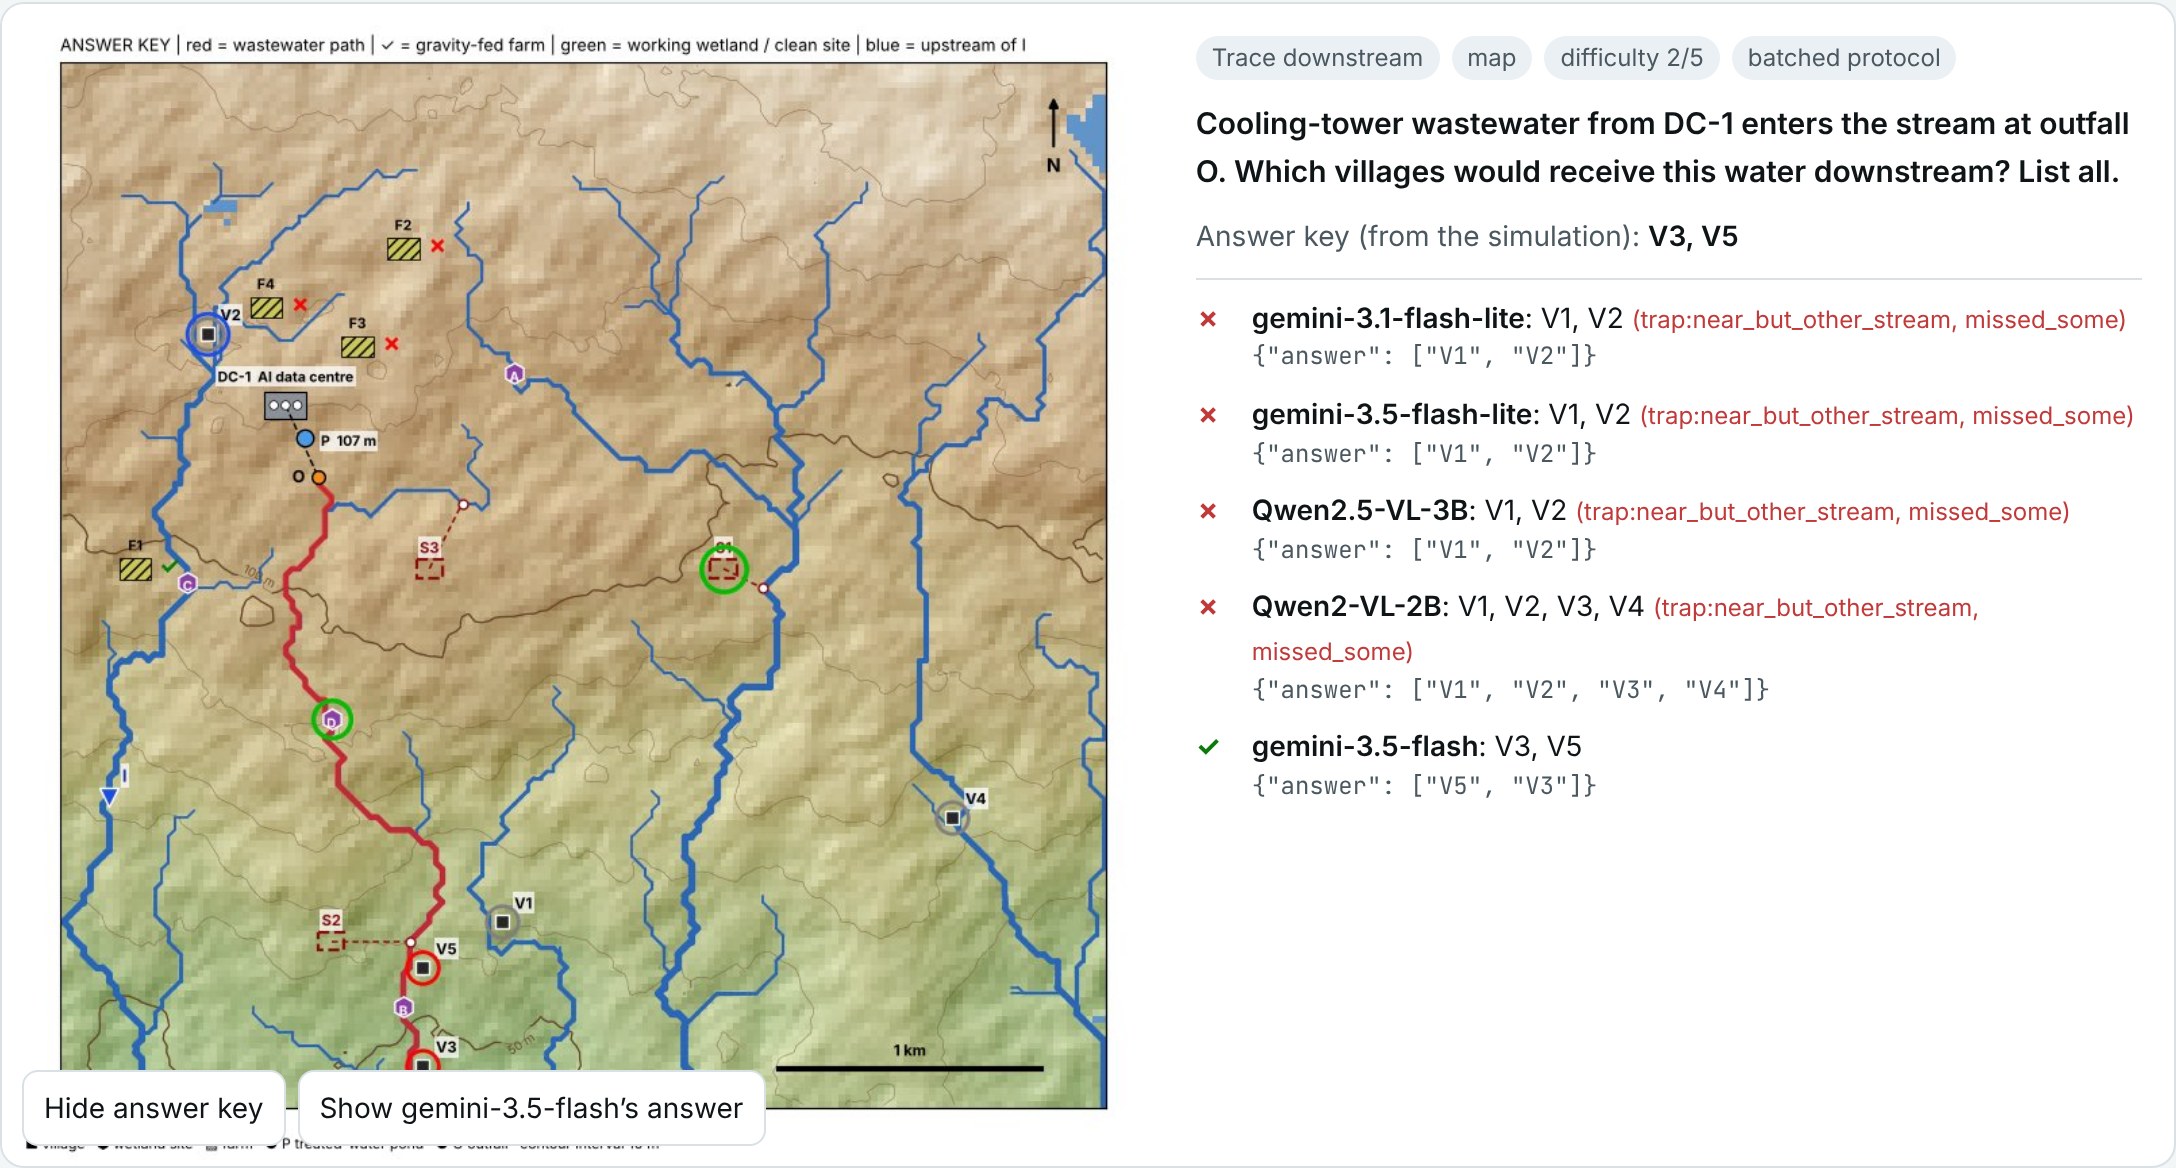 ANSWER KEY | red = wastewater path | ✓ = gravity-fed farm | green = working wetland / clean site | blue = upstream of I
N
F2
F4
V2
F3
DC-1 AI data centre
A
P 107 m
O
S3
S1
F1
C
100 m
D
I
V4
V1
S2
V5
B
V3
50 m
1 km
Hide answer key
Show gemini-3.5-flash’s answer
Trace downstream
map
difficulty 2/5
batched protocol
Cooling-tower wastewater from DC-1 enters the stream at outfall
O. Which villages would receive this water downstream? List all.
Answer key (from the simulation): V3, V5
✕ gemini-3.1-flash-lite: V1, V2 (trap:near_but_other_stream, missed_some)
{"answer": ["V1", "V2"]}
✕ gemini-3.5-flash-lite: V1, V2 (trap:near_but_other_stream, missed_some)
{"answer": ["V1", "V2"]}
✕ Qwen2.5-VL-3B: V1, V2 (trap:near_but_other_stream, missed_some)
{"answer": ["V1", "V2"]}
✕ Qwen2-VL-2B: V1, V2, V3, V4 (trap:near_but_other_stream,
missed_some)
{"answer": ["V1", "V2", "V3", "V4"]}
✓ gemini-3.5-flash: V3, V5
{"answer": ["V5", "V3"]}